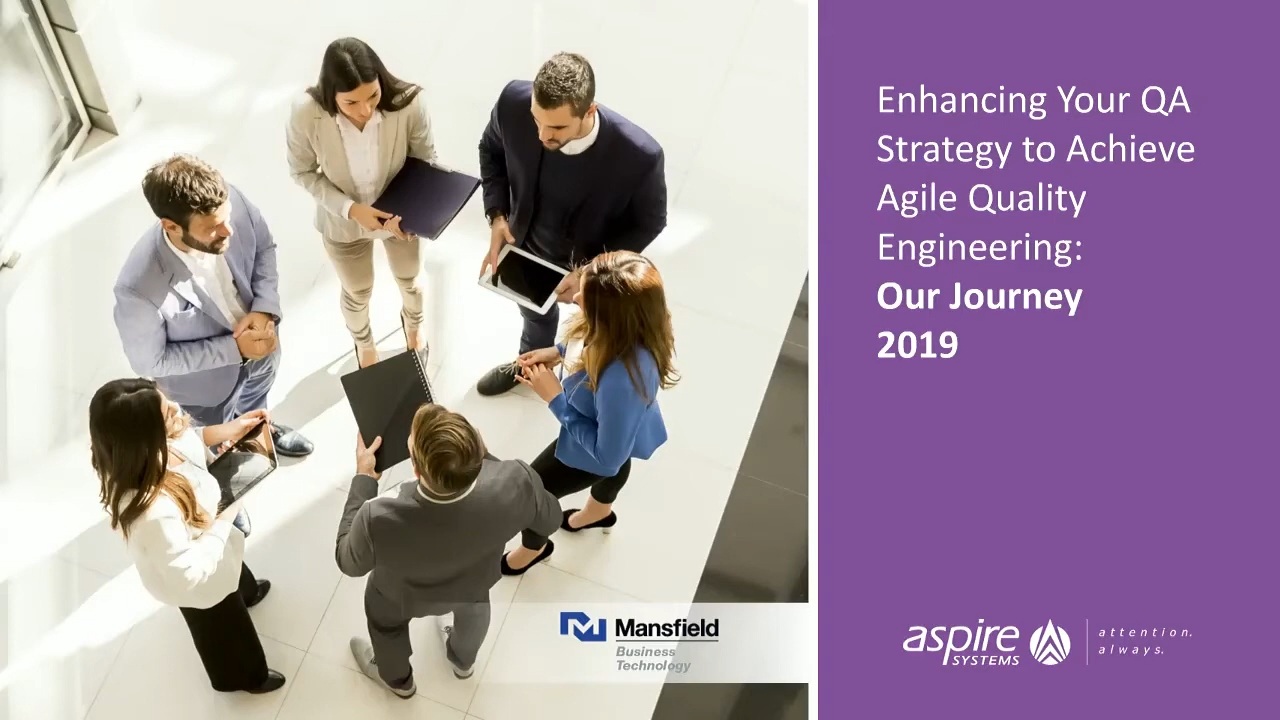 Enhancing Your QA
Strategy to Achieve
Agile Quality
Engineering:
Our Journey
2019
Mansfield
Business
Technology
aspire
SYSTEMS
attention.
always.